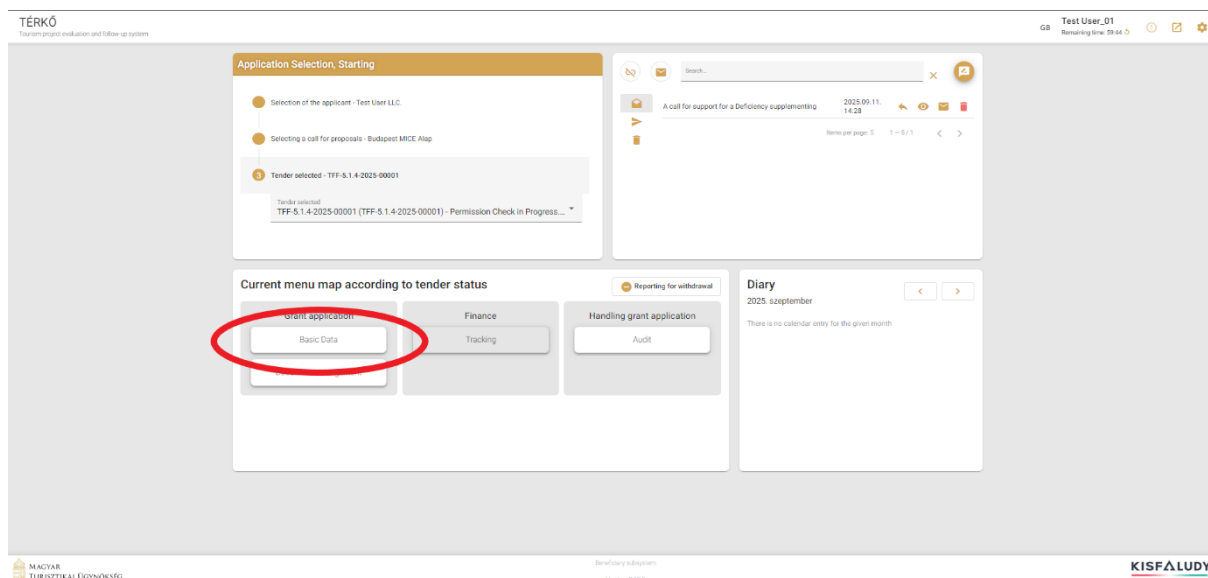 TÉRKŐ
Tourism project evaluation and follow-up system
GB
Test User_01
Remaining time: 59:44
Application Selection, Starting
Selection of the applicant - Test User LLC.
Selecting a call for proposals - Budapest MICE Alap
3 Tender selected - TFF-5.1.4-2025-00001
Tender selected
TFF-5.1.4-2025-00001 (TFF-5.1.4-2025-00001) - Permission Check in Progress....
Search...
A call for support for a Deficiency supplementing
2025.09.11.
14:28
Items per page: 5 1 – 5 / 1
Current menu map according to tender status
Reporting for withdrawal
Grant application
Basic Data
Finance
Tracking
Handling grant application
Audit
Diary
2025. szeptember
There is no calendar entry for the given month
MAGYAR
TURISZTIKAI ÜGYNÖKSÉG
Beneficiary subsystem
KISFALUDY